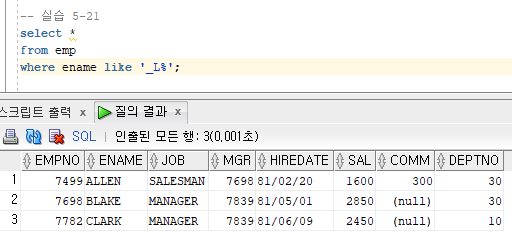 -- 실습 5-21
select *
from emp
where ename like '_L%';
스크립트 출력 x 질의 결과 x
SQL | 인출된 모든 행: 3(0,001초)
EMPNO ENAME JOB MGR HIREDATE SAL COMM DEPTNO
1 7499 ALLEN SALESMAN 7698 81/02/20 1600 300 30
2 7698 BLAKE MANAGER 7839 81/05/01 2850 (null) 30
3 7782 CLARK MANAGER 7839 81/06/09 2450 (null) 10